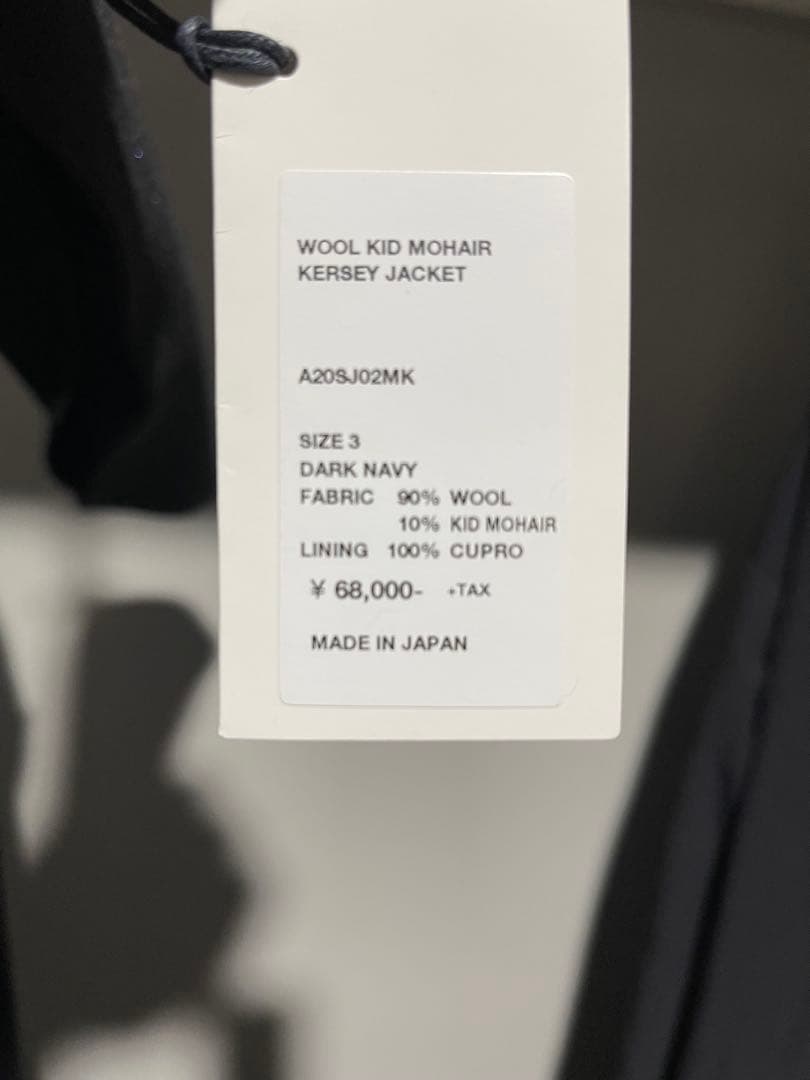 WOOL KID MOHAIR
KERSEY JACKET
A20SJ02MK
SIZE 3
DARK NAVY
FABRIC 90% WOOL
10% KID MOHAIR
LINING 100% CUPRO
¥ 68,000- +TAX
MADE IN JAPAN